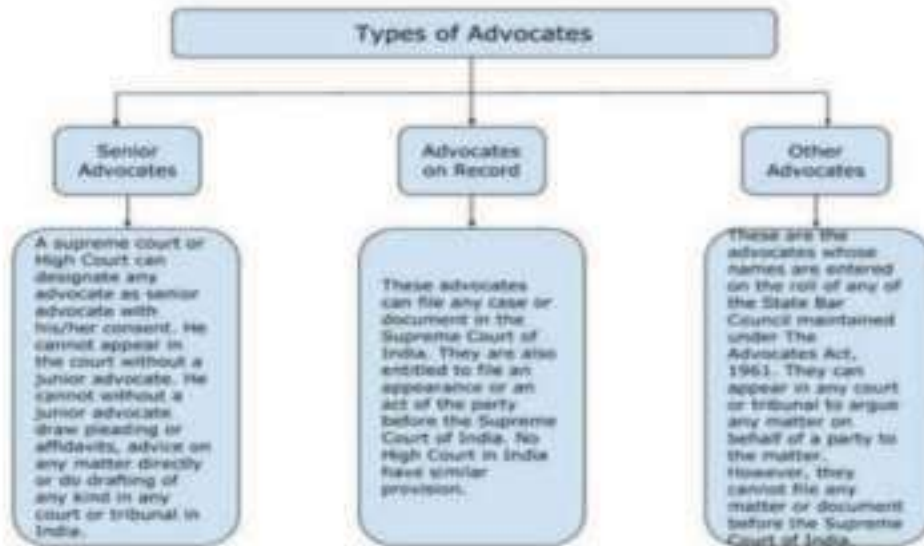 Types of Advocates
Senior
Advocates
A supreme court or
High Court can
designate any
advocate as senior
advocate with
his/her consent. He
cannot appear in
the court without a
junior advocate. He
cannot without a
junior advocate
draw pleading or
affidavits, advice on
any matter directly
or do drafting of
any kind in any
court or tribunal in
India.
Advocates
on Record
These advocates
can file any case or
document in the
Supreme Court of
India. They are also
entitled to file an
appearance or an
act of the party
before the Supreme
Court of India. No
High Court in India
have similar
provision.
Other
Advocates
These are the
advocates whose
names are entered
on the roll of any of
the State Bar
Council maintained
under The
Advocates Act,
1961. They can
appear in any court
or tribunal to argue
any matter on
behalf of a party to
the matter.
However, they
cannot file any
matter or document
before the Supreme
Court of India.